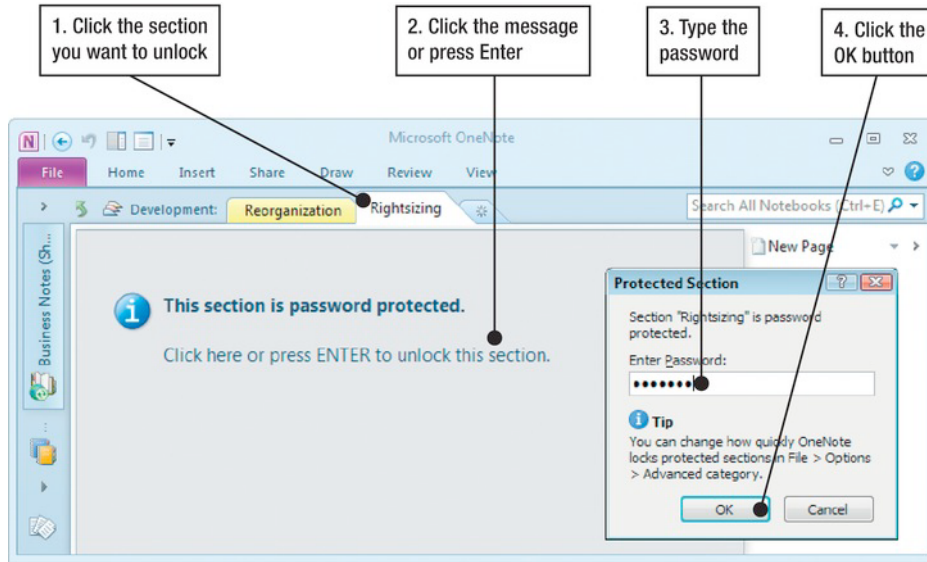 1. Click the section
you want to unlock
2. Click the message
or press Enter
3. Type the
password
4. Click the
OK button
Microsoft OneNote
File Home Insert Share Draw Review View
Development: Reorganization Rightsizing
Search All Notebooks (Ctrl+E)
Business Notes (Sh...
New Page
This section is password protected.
Click here or press ENTER to unlock this section.
Protected Section
Section "Rightsizing" is password
protected.
Enter Password:
Tip
You can change how quickly OneNote
locks protected sections in File > Options
> Advanced category.
OK Cancel